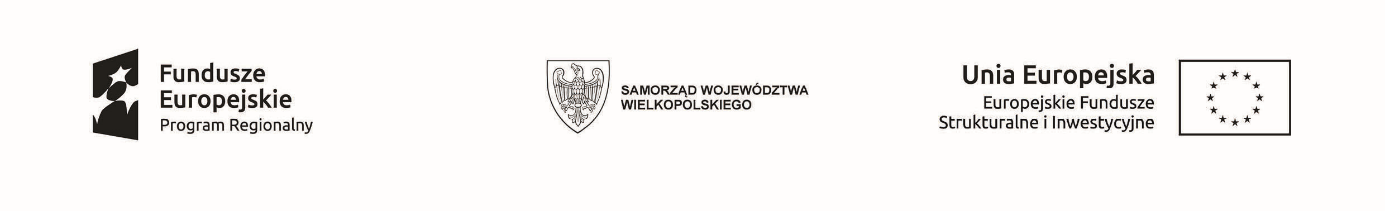 Fundusze
Europejskie
Program Regionalny
SAMORZĄD WOJEWÓDZTWA
WIELKOPOLSKIEGO
Unia Europejska
Europejskie Fundusze
Strukturalne i Inwestycyjne